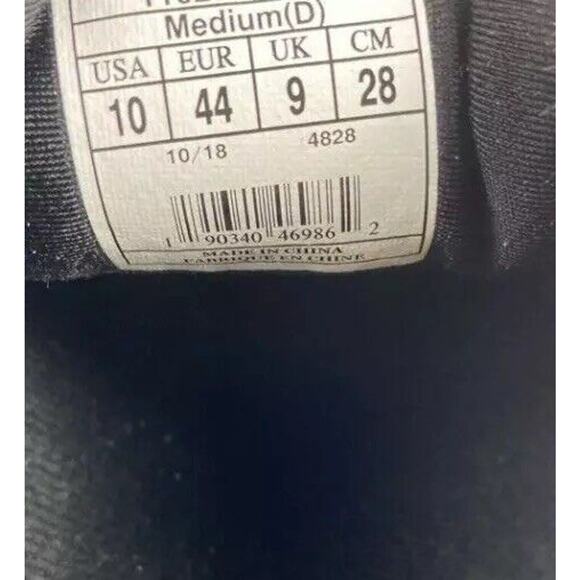 Medium(D)
USA EUR UK CM
10 44 9 28
10/18 4828
1 90340 46986 2
MADE IN CHINA
FABRIQUE EN CHINE